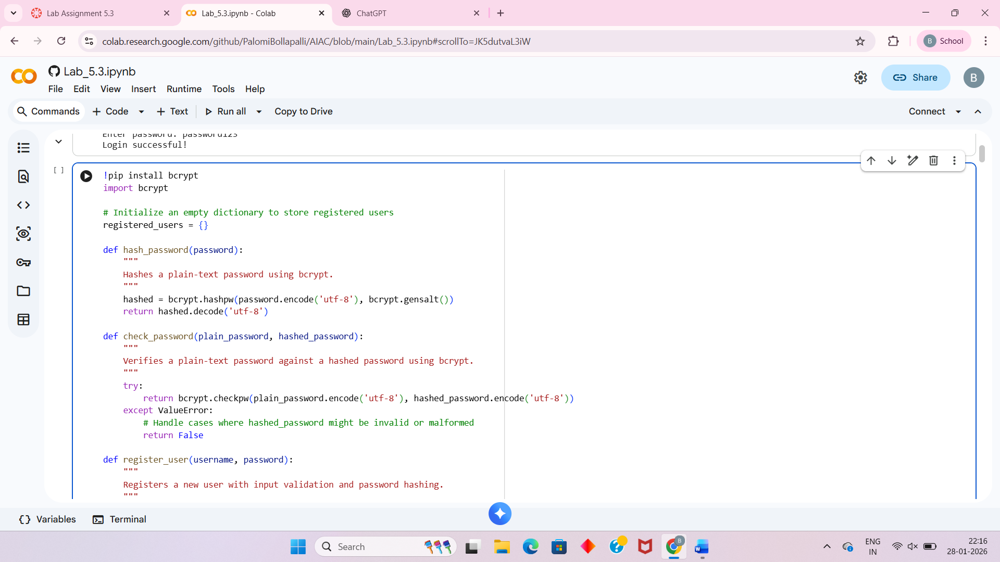 Lab Assignment 5.3
Lab_5.3.ipynb - Colab
ChatGPT
colab.research.google.com/github/PalomiBollapalli/AIAC/blob/main/Lab_5.3.ipynb#scrollTo=JK5dutvaL3iW
B School
Lab_5.3.ipynb
File Edit View Insert Runtime Tools Help
Share
B
Commands + Code + Text Run all Copy to Drive
Connect
Enter password: password123
Login successful!
[ ]
!pip install bcrypt
import bcrypt
# Initialize an empty dictionary to store registered users
registered_users = {}
def hash_password(password):
"""
Hashes a plain-text password using bcrypt.
"""
hashed = bcrypt.hashpw(password.encode('utf-8'), bcrypt.gensalt())
return hashed.decode('utf-8')
def check_password(plain_password, hashed_password):
"""
Verifies a plain-text password against a hashed password using bcrypt.
"""
try:
return bcrypt.checkpw(plain_password.encode('utf-8'), hashed_password.encode('utf-8'))
except ValueError:
# Handle cases where hashed_password might be invalid or malformed
return False
def register_user(username, password):
"""
Registers a new user with input validation and password hashing.
"""
{} Variables
Terminal
Search
ENG
IN
22:16
28-01-2026